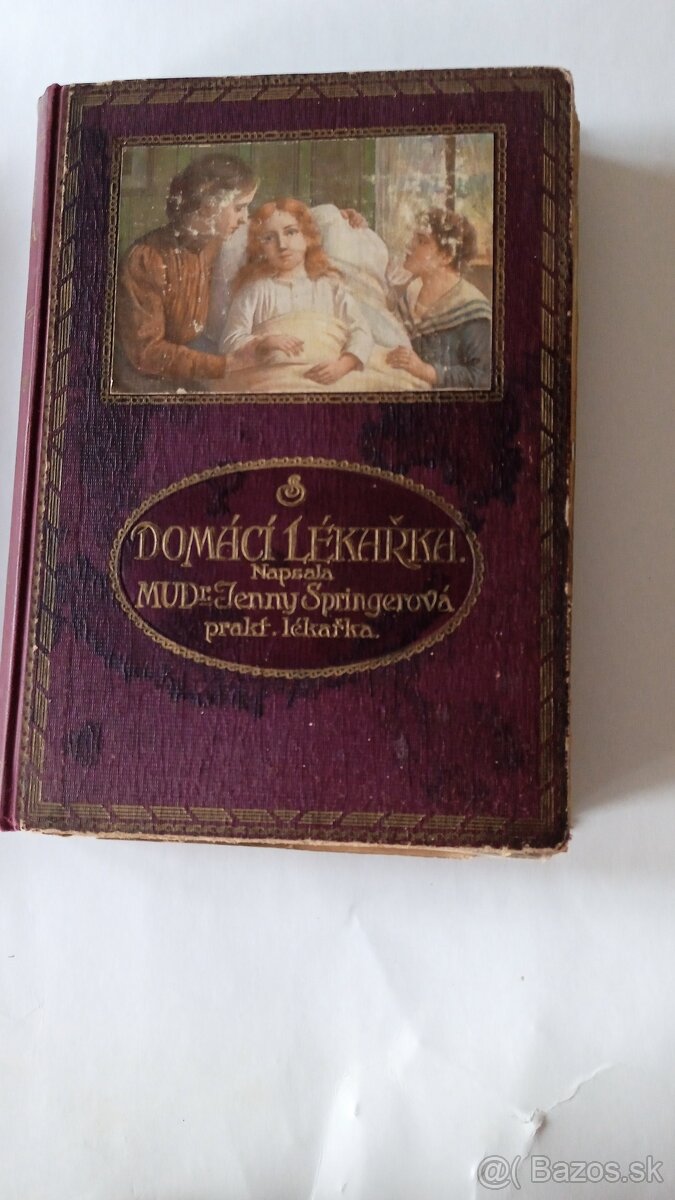 DOMÁCÍ LÉKAŘKA.
Napsala
MUDr. Jenny Springerová
prakt. lékařka.
@( Bazos.sk